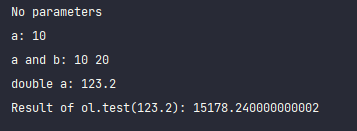 No parameters
a: 10
a and b: 10 20
double a: 123.2
Result of ol.test(123.2): 15178.240000000002